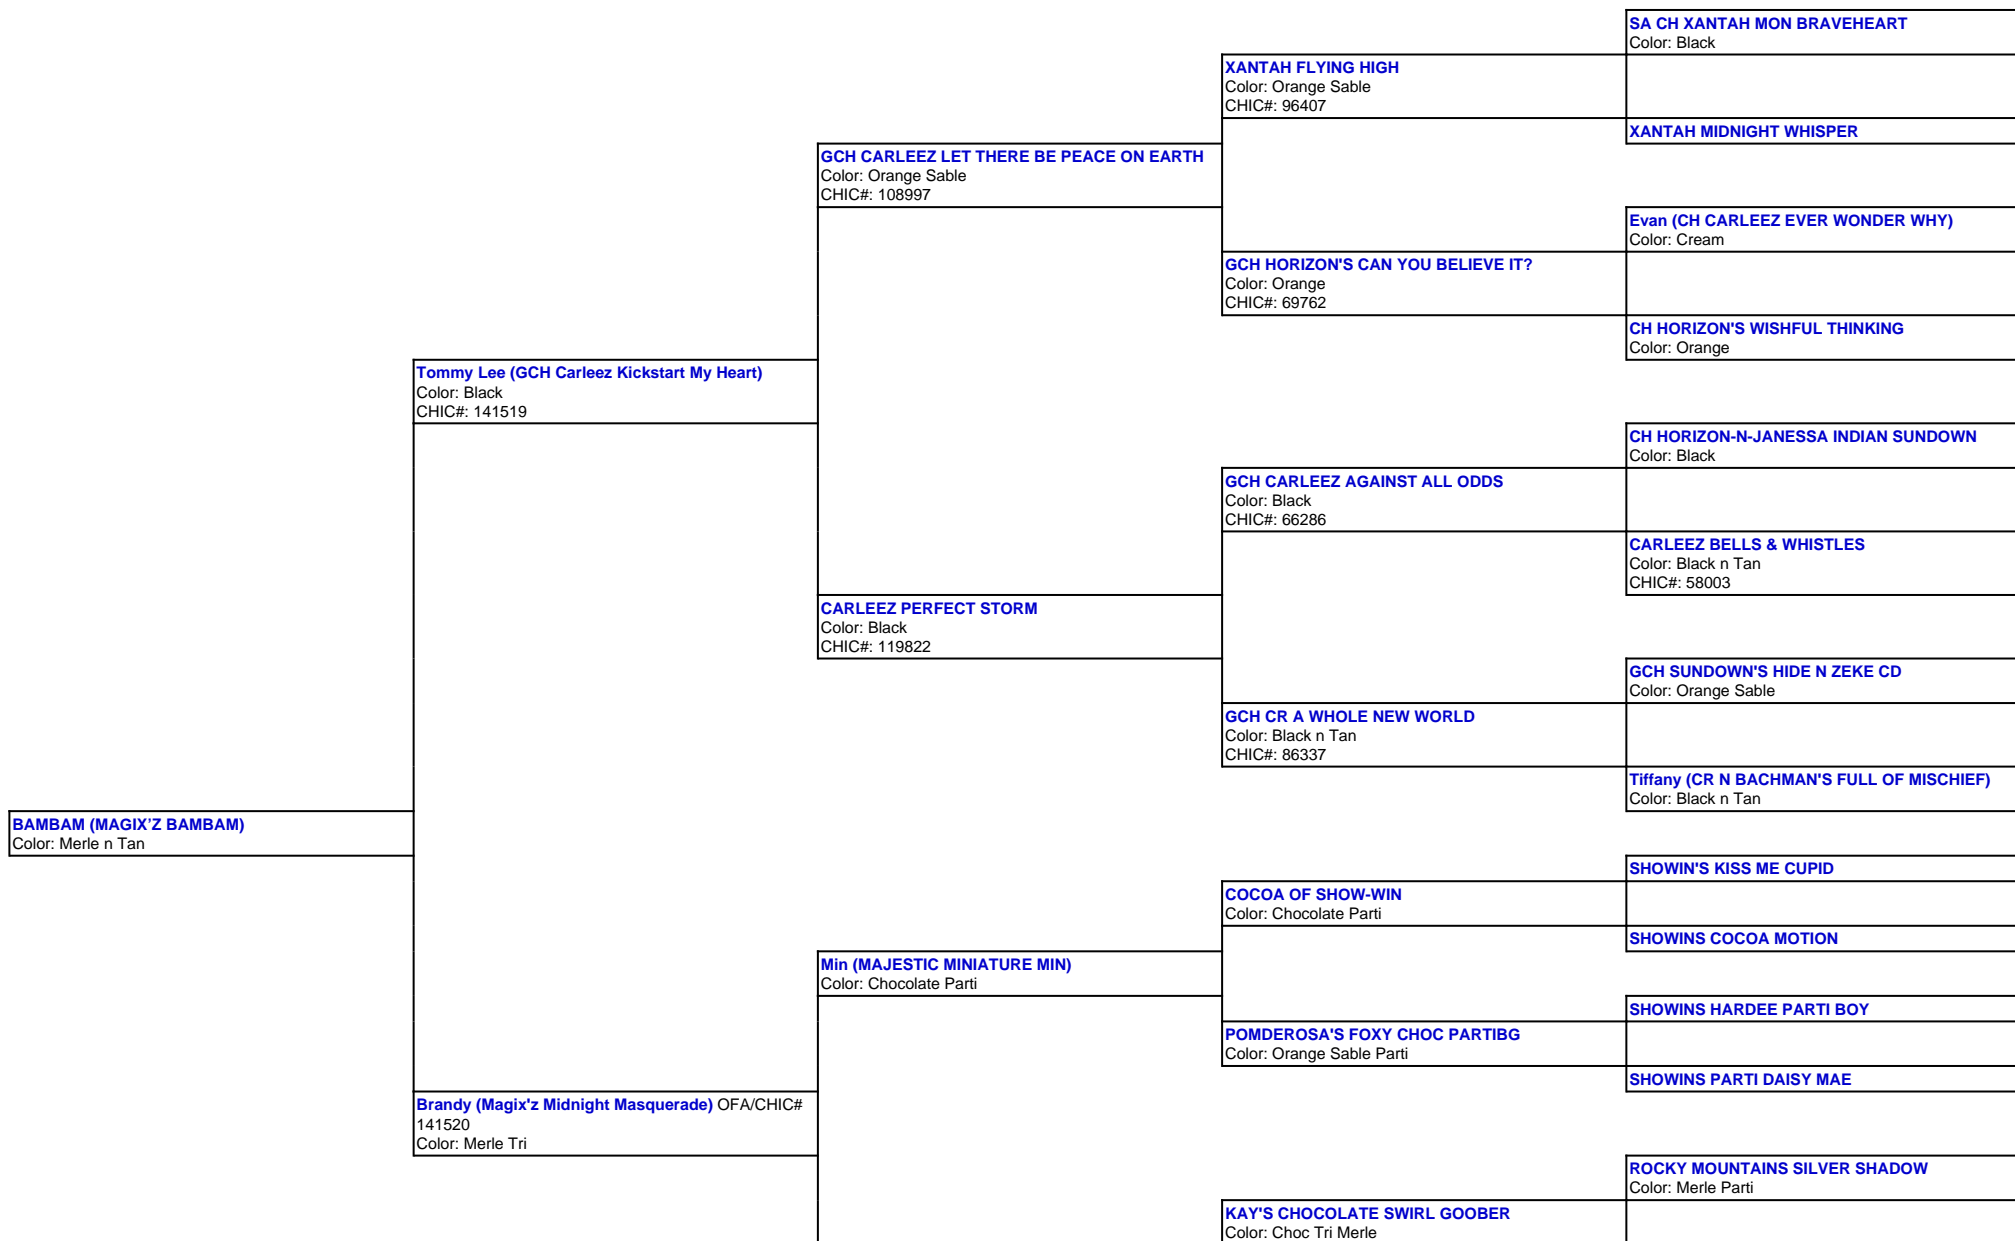 SA CH XANTAH MON BRAVEHEART
Color: Black
XANTAH FLYING HIGH
Color: Orange Sable
CHIC#: 96407
XANTAH MIDNIGHT WHISPER
GCH CARLEEZ LET THERE BE PEACE ON EARTH
Color: Orange Sable
CHIC#: 108997
Evan (CH CARLEEZ EVER WONDER WHY)
Color: Cream
GCH HORIZON'S CAN YOU BELIEVE IT?
Color: Orange
CHIC#: 69762
CH HORIZON'S WISHFUL THINKING
Color: Orange
Tommy Lee (GCH Carleez Kickstart My Heart)
Color: Black
CHIC#: 141519
CH HORIZON-N-JANESSA INDIAN SUNDOWN
Color: Black
GCH CARLEEZ AGAINST ALL ODDS
Color: Black
CHIC#: 66286
CARLEEZ BELLS & WHISTLES
Color: Black n Tan
CHIC#: 58003
CARLEEZ PERFECT STORM
Color: Black
CHIC#: 119822
GCH SUNDOWN'S HIDE N ZEKE CD
Color: Orange Sable
GCH CR A WHOLE NEW WORLD
Color: Black n Tan
CHIC#: 86337
Tiffany (CR N BACHMAN'S FULL OF MISCHIEF)
Color: Black n Tan
BAMBAM (MAGIX’Z BAMBAM)
Color: Merle n Tan
SHOWIN'S KISS ME CUPID
COCOA OF SHOW-WIN
Color: Chocolate Parti
SHOWINS COCOA MOTION
Min (MAJESTIC MINIATURE MIN)
Color: Chocolate Parti
SHOWINS HARDEE PARTI BOY
POMDEROSA'S FOXY CHOC PARTIBG
Color: Orange Sable Parti
SHOWINS PARTI DAISY MAE
Brandy (Magix'z Midnight Masquerade) OFA/CHIC#
141520
Color: Merle Tri
ROCKY MOUNTAINS SILVER SHADOW
Color: Merle Parti
KAY'S CHOCOLATE SWIRL GOOBER
Color: Choc Tri Merle